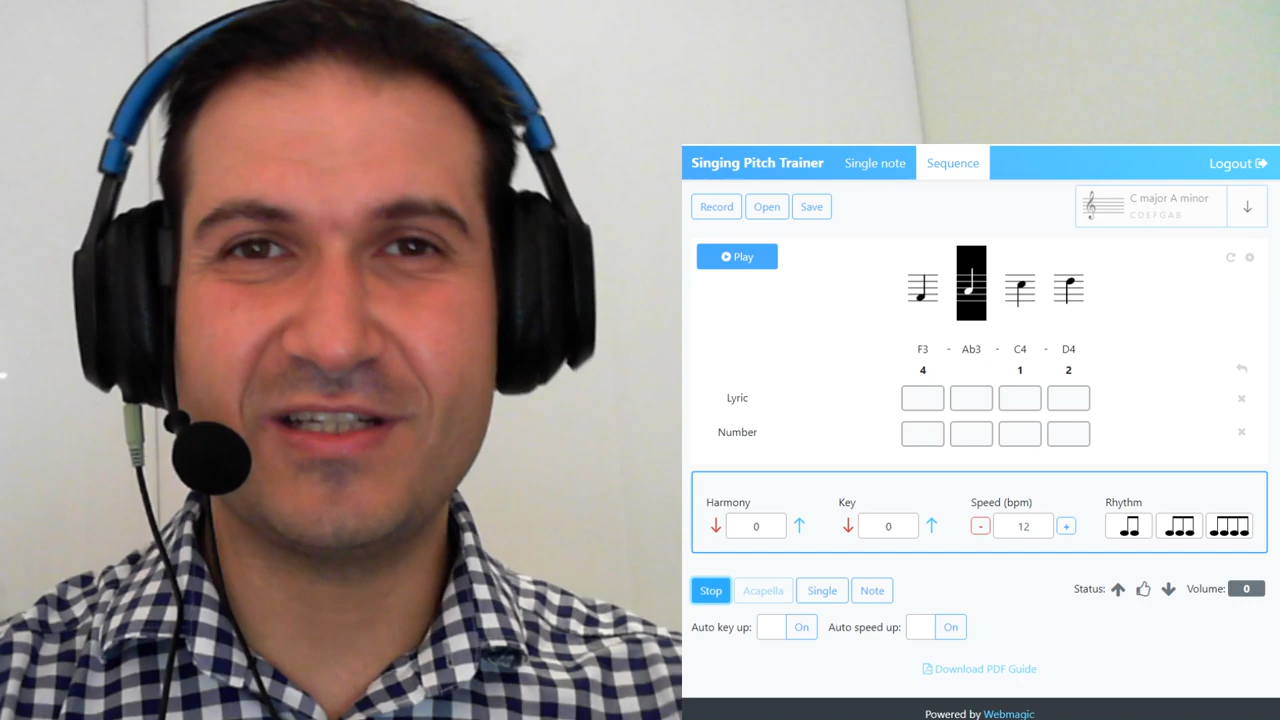 Singing Pitch Trainer Single note Sequence Logout
Record Open Save
C major A minor
C D E F G A B
Play
F3 - Ab3 - C4 - D4
4 1 2
Lyric
Number
Harmony Key Speed (bpm) Rhythm
0 0 - 12 +
Stop Acapella Single Note Status: Volume: 0
Auto key up: On Auto speed up: On
Download PDF Guide
Powered by Webmagic